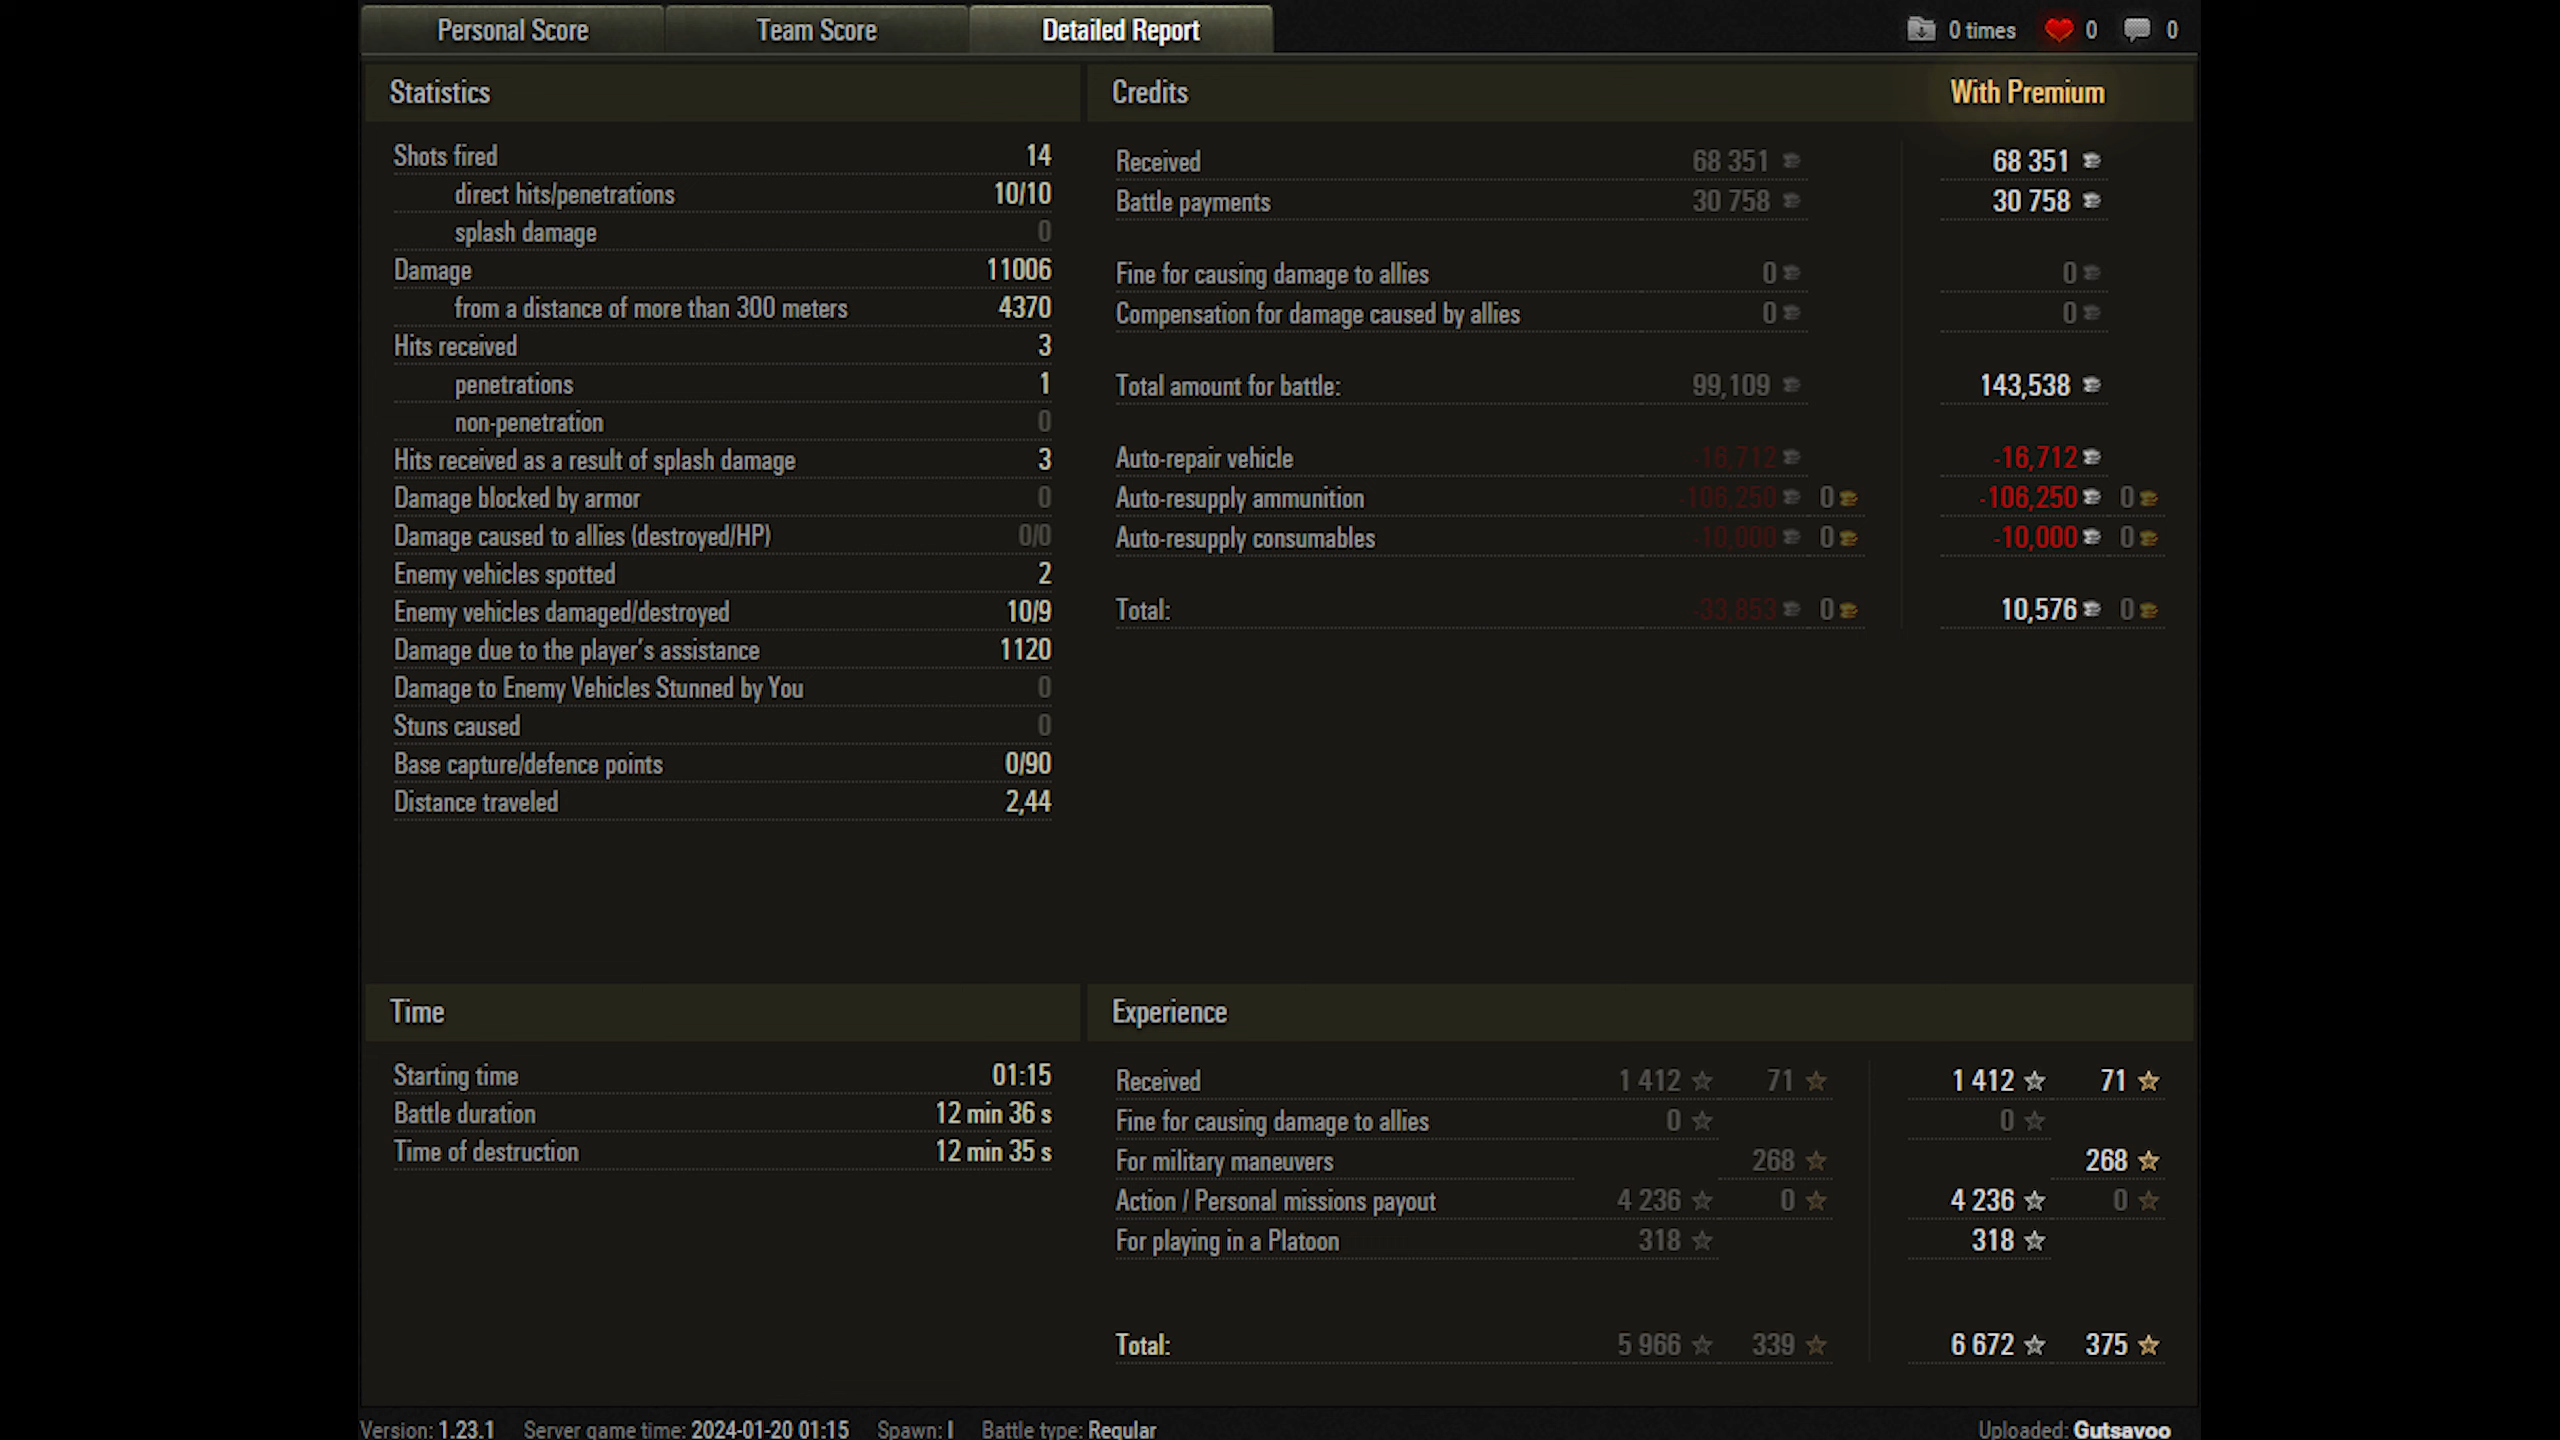 Personal Score Team Score Detailed Report 0 times 0 0
Statistics
Shots fired 14
direct hits/penetrations 10/10
splash damage 0
Damage 11006
from a distance of more than 300 meters 4370
Hits received 3
penetrations 1
non-penetration 0
Hits received as a result of splash damage 3
Damage blocked by armor 0
Damage caused to allies (destroyed/HP) 0/0
Enemy vehicles spotted 2
Enemy vehicles damaged/destroyed 10/9
Damage due to the player's assistance 1120
Damage to Enemy Vehicles Stunned by You 0
Stuns caused 0
Base capture/defence points 0/90
Distance traveled 2,44
Credits With Premium
Received 68 351 68 351
Battle payments 30 758 30 758
Fine for causing damage to allies 0 0
Compensation for damage caused by allies 0 0
Total amount for battle: 99,109 143,538
Auto-repair vehicle -16,712 -16,712
Auto-resupply ammunition -106,250 0 -106,250 0
Auto-resupply consumables -10,000 0 -10,000 0
Total: -33,853 0 10,576 0
Time
Starting time 01:15
Battle duration 12 min 36 s
Time of destruction 12 min 35 s
Experience
Received 1 412 71 1 412 71
Fine for causing damage to allies 0 0
For military maneuvers 268 268
Action / Personal missions payout 4 236 0 4 236 0
For playing in a Platoon 318 318
Total: 5 966 339 6 672 375
Version: 1.23.1 Server game time: 2024-01-20 01:15 Spawn: I Battle type: Regular Uploaded: Gutsavoo